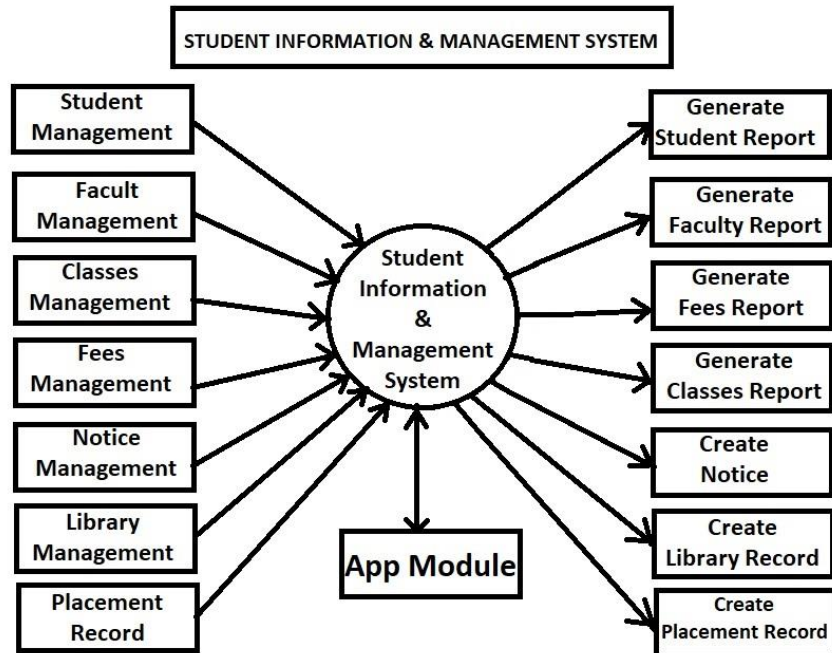 STUDENT INFORMATION & MANAGEMENT SYSTEM
Student
Management
Facult
Management
Classes
Management
Fees
Management
Notice
Management
Library
Management
Placement
Record
Student
Information
&
Management
System
App Module
Generate
Student Report
Generate
Faculty Report
Generate
Fees Report
Generate
Classes Report
Create
Notice
Create
Library Record
Create
Placement Record